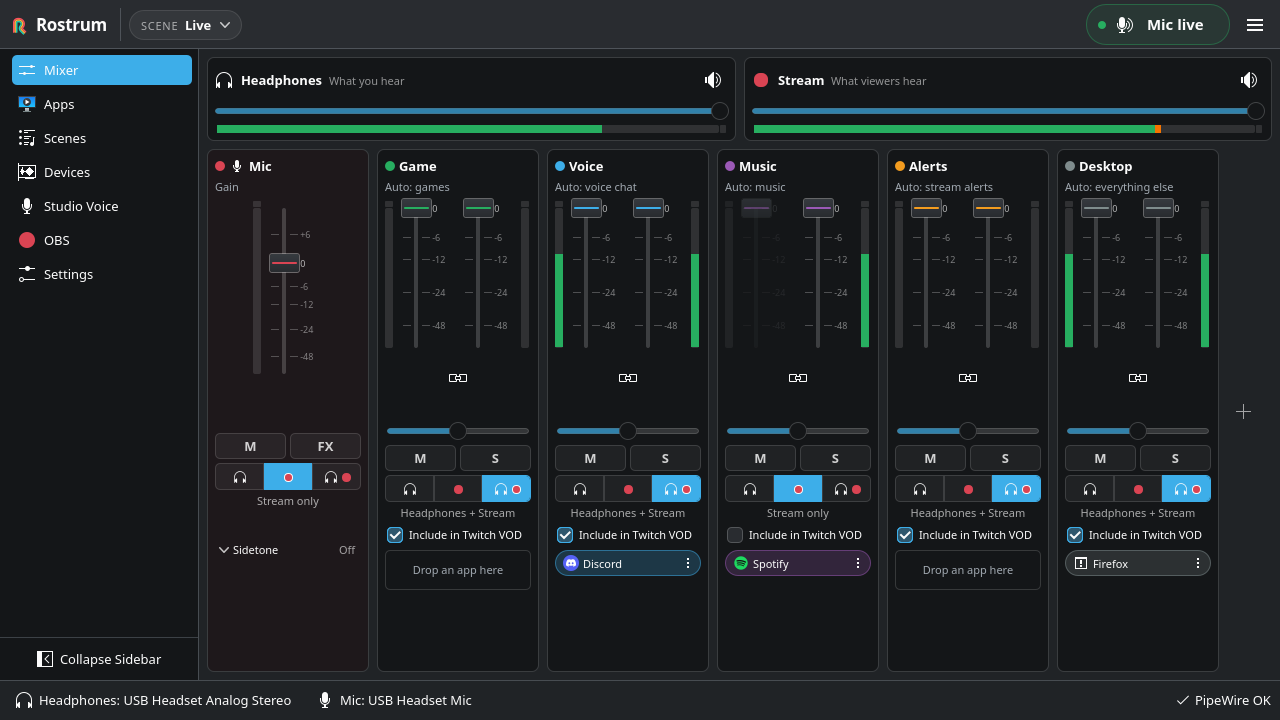 Rostrum
SCENE Live
Mic live
Mixer
Apps
Scenes
Devices
Studio Voice
OBS
Settings
Collapse Sidebar
Headphones What you hear
Stream What viewers hear
Mic
Gain
+6
0
-6
-12
-24
-48
M FX
Stream only
Sidetone Off
Game
Auto: games
0 0
-6 -6
-12 -12
-24 -24
-48 -48
M S
Headphones + Stream
Include in Twitch VOD
Drop an app here
Voice
Auto: voice chat
0 0
-6 -6
-12 -12
-24 -24
-48 -48
M S
Headphones + Stream
Include in Twitch VOD
Discord
Music
Auto: music
0 0
-6 -6
-12 -12
-24 -24
-48 -48
M S
Stream only
Include in Twitch VOD
Spotify
Alerts
Auto: stream alerts
0 0
-6 -6
-12 -12
-24 -24
-48 -48
M S
Headphones + Stream
Include in Twitch VOD
Drop an app here
Desktop
Auto: everything else
0 0
-6 -6
-12 -12
-24 -24
-48 -48
M S
Headphones + Stream
Include in Twitch VOD
Firefox
Headphones: USB Headset Analog Stereo
Mic: USB Headset Mic
PipeWire OK